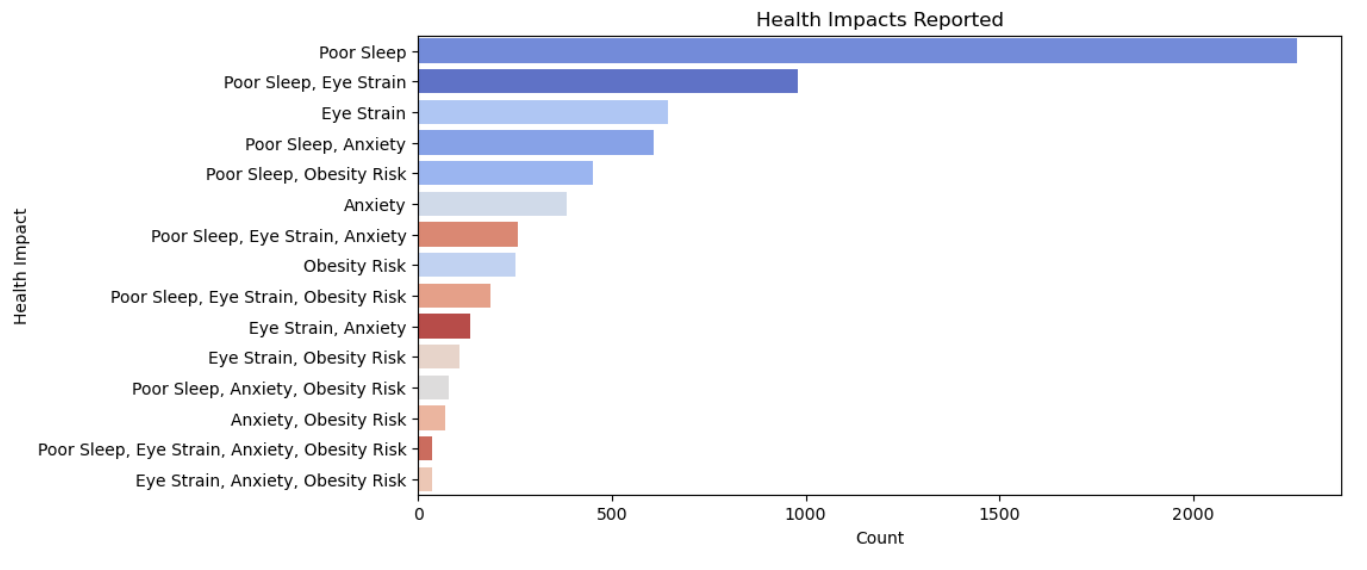 Health Impacts Reported
Poor Sleep
Poor Sleep, Eye Strain
Eye Strain
Poor Sleep, Anxiety
Poor Sleep, Obesity Risk
Anxiety
Poor Sleep, Eye Strain, Anxiety
Obesity Risk
Poor Sleep, Eye Strain, Obesity Risk
Eye Strain, Anxiety
Eye Strain, Obesity Risk
Poor Sleep, Anxiety, Obesity Risk
Anxiety, Obesity Risk
Poor Sleep, Eye Strain, Anxiety, Obesity Risk
Eye Strain, Anxiety, Obesity Risk
Health Impact
0 500 1000 1500 2000
Count